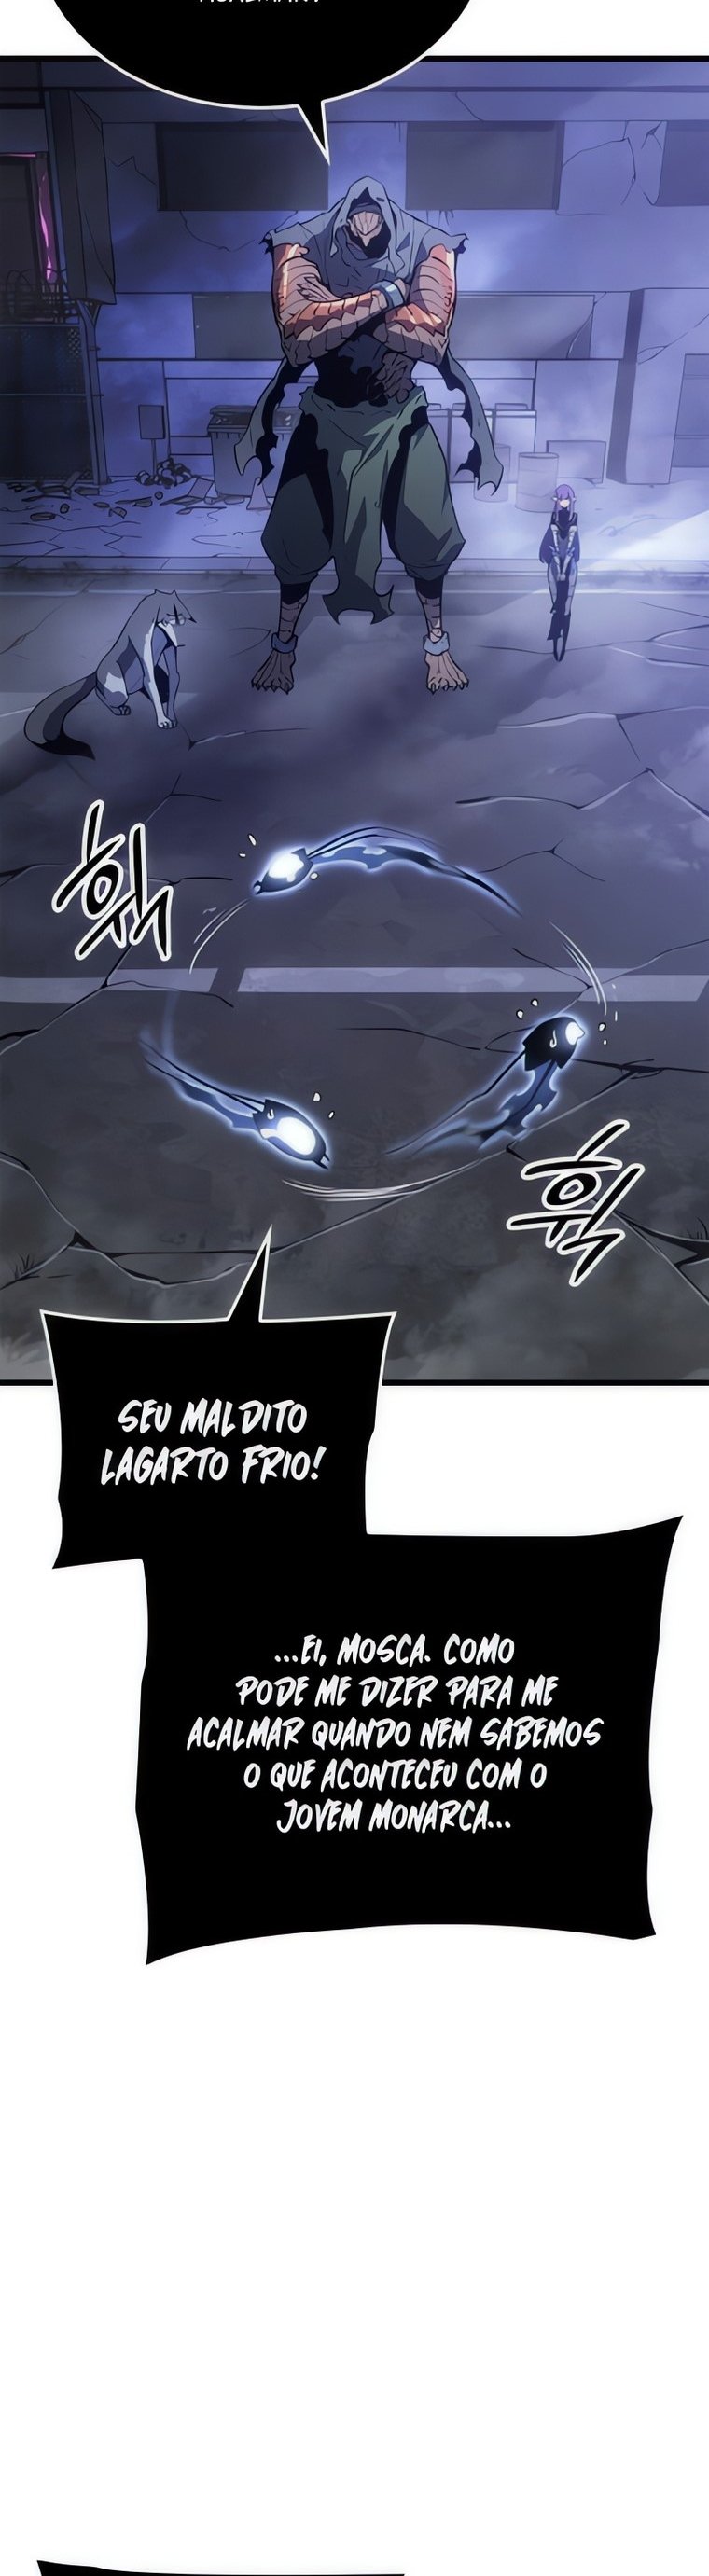 휙
휙
SEU MALDITO
LAGARTO FRIO!
...EI, MOSCA. COMO
PODE ME DIZER PARA ME
ACALMAR QUANDO NEM SABEMOS
O QUE ACONTECEU COM O
JOVEM MONARCA...